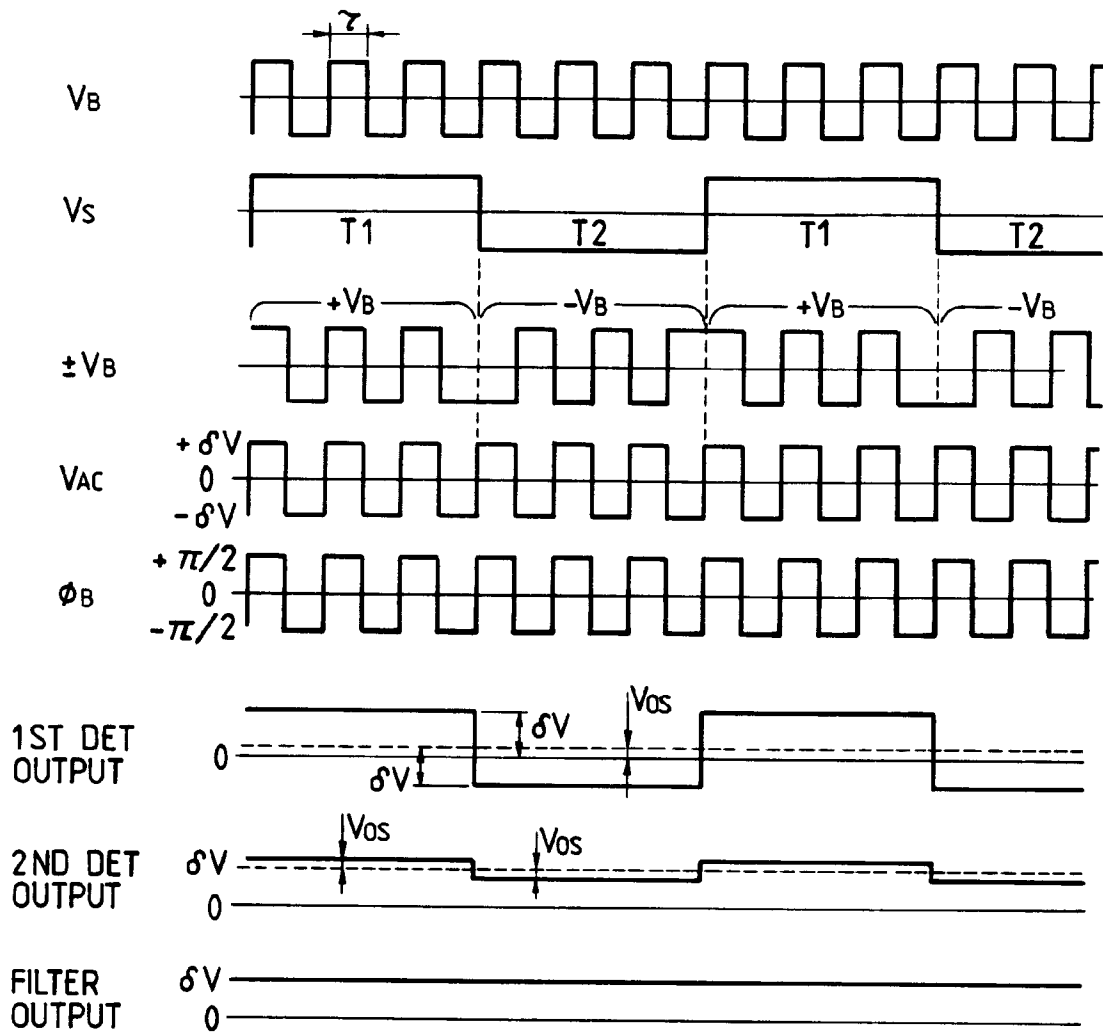 τ
VB
VS
T1 T2 T1 T2
+VB -VB +VB -VB
±VB
+δV
VAC 0
-δV
+π/2
ΦB 0
-π/2
VOS
δV
1ST DET
OUTPUT 0
δV
VOS VOS
2ND DET δV
OUTPUT 0
FILTER δV
OUTPUT 0